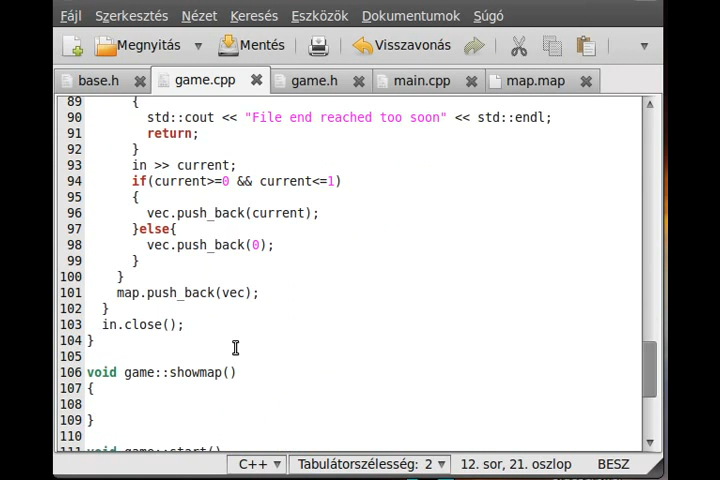 Fájl Szerkesztés Nézet Keresés Eszközök Dokumentumok Súgó
Megnyitás Mentés Visszavonás
base.h game.cpp game.h main.cpp map.map
89 {
90 std::cout << "File end reached too soon" << std::endl;
91 return;
92 }
93 in >> current;
94 if(current>=0 && current<=1)
95 {
96 vec.push_back(current);
97 }else{
98 vec.push_back(0);
99 }
100 }
101 map.push_back(vec);
102 }
103 in.close();
104 }
105
106 void game::showmap()
107 {
108
109 }
110
111 void game::start()
C++ Tabulátorszélesség: 2 12. sor, 21. oszlop BESZ